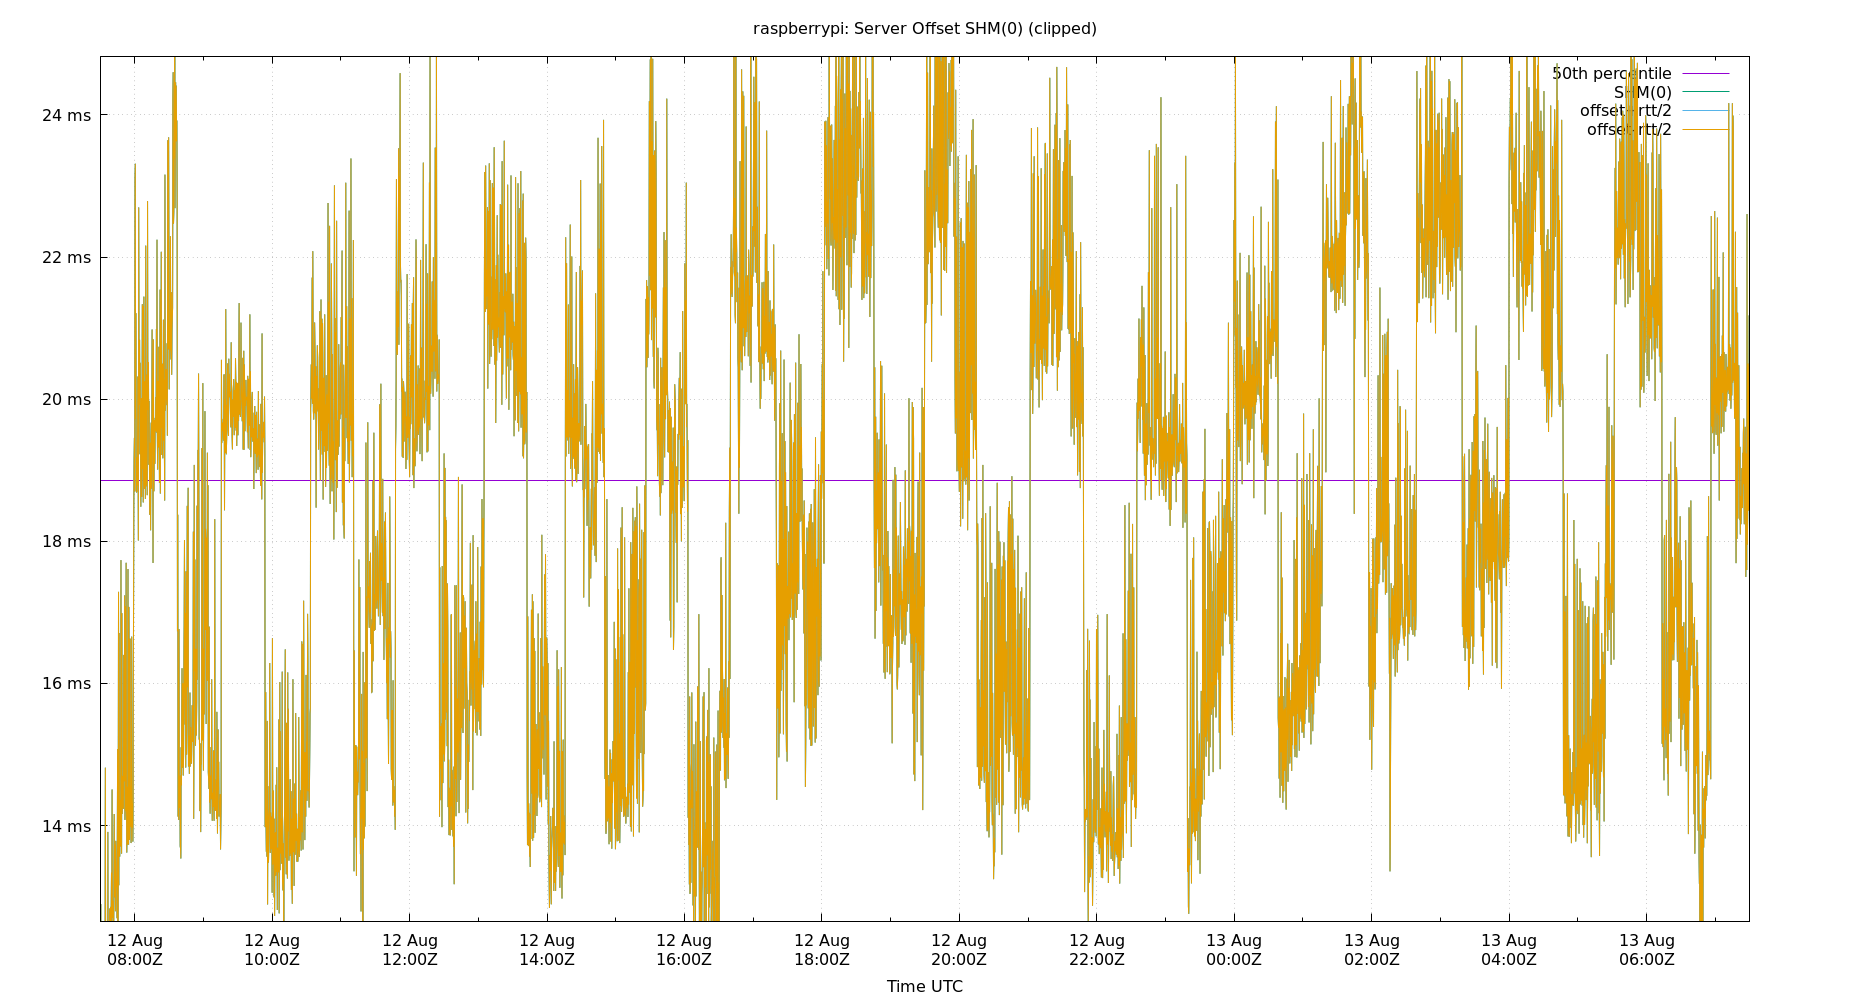 raspberrypi: Server Offset SHM(0) (clipped)
50th percentile
SHM(0)
offset+rtt/2
offset-rtt/2
24 ms
22 ms
20 ms
18 ms
16 ms
14 ms
12 Aug 12 Aug 12 Aug 12 Aug 12 Aug 12 Aug 12 Aug 12 Aug 13 Aug 13 Aug 13 Aug 13 Aug
08:00Z 10:00Z 12:00Z 14:00Z 16:00Z 18:00Z 20:00Z 22:00Z 00:00Z 02:00Z 04:00Z 06:00Z
Time UTC